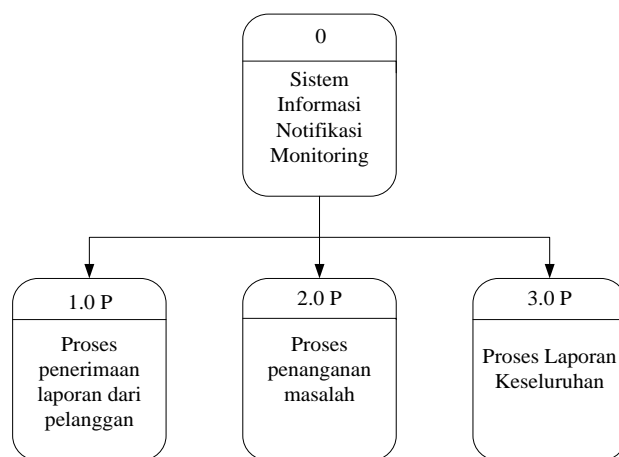 0
Sistem
Informasi
Notifikasi
Monitoring
1.0 P
Proses
penerimaan
laporan dari
pelanggan
2.0 P
Proses
penanganan
masalah
3.0 P
Proses Laporan
Keseluruhan